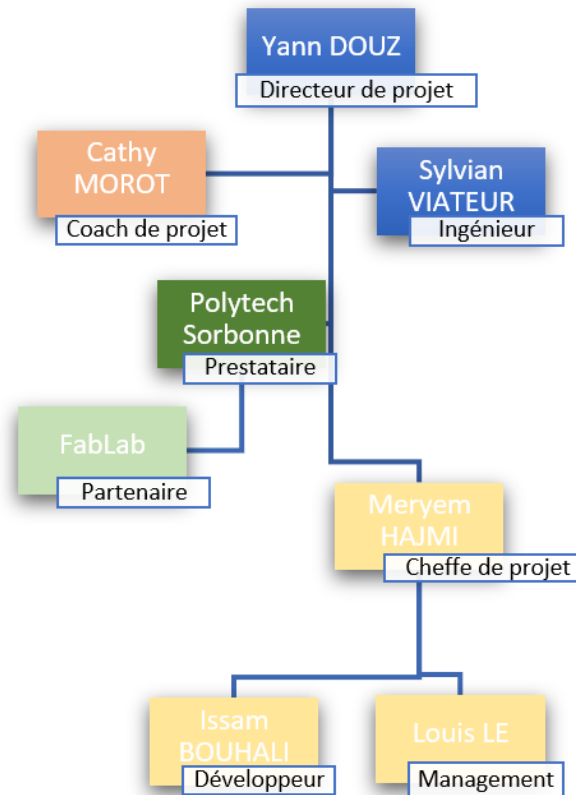 Yann DOUZ
Directeur de projet
Cathy
MOROT
Coach de projet
Sylvian
VIATEUR
Ingénieur
Polytech
Sorbonne
Prestataire
FabLab
Partenaire
Meryem
HAJMI
Cheffe de projet
Issam
BOUHALI
Développeur
Louis LE
Management